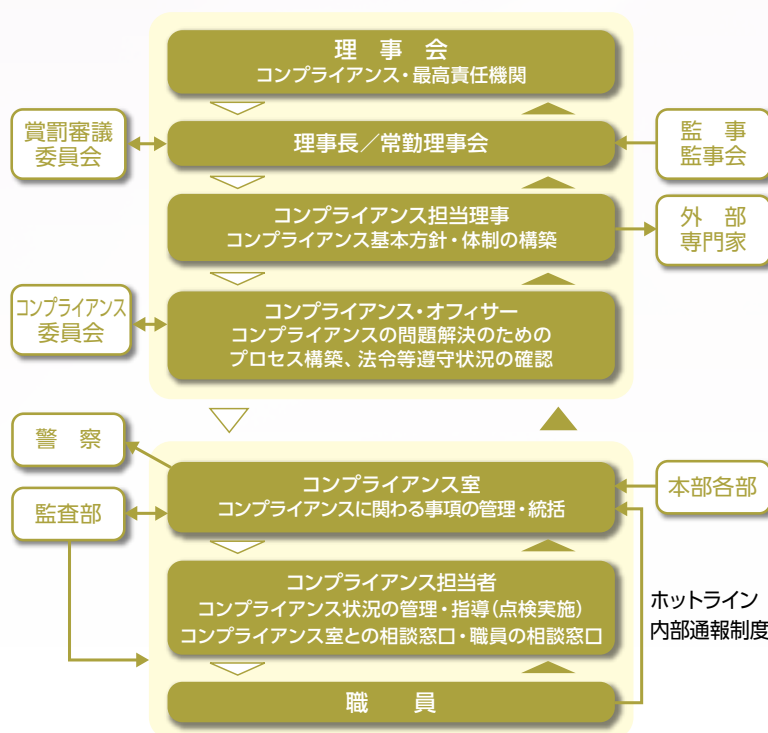 理事会
コンプライアンス・最高責任機関
賞罰審議
委員会
理事長／常勤理事会
監事
監事会
コンプライアンス担当理事
コンプライアンス基本方針・体制の構築
外部
専門家
コンプライアンス
委員会
コンプライアンス・オフィサー
コンプライアンスの問題解決のための
プロセス構築、法令等遵守状況の確認
警察
コンプライアンス室
コンプライアンスに関わる事項の管理・統括
本部各部
監査部
コンプライアンス担当者
コンプライアンス状況の管理・指導(点検実施)
コンプライアンス室との相談窓口・職員の相談窓口
ホットライン
内部通報制度
職員